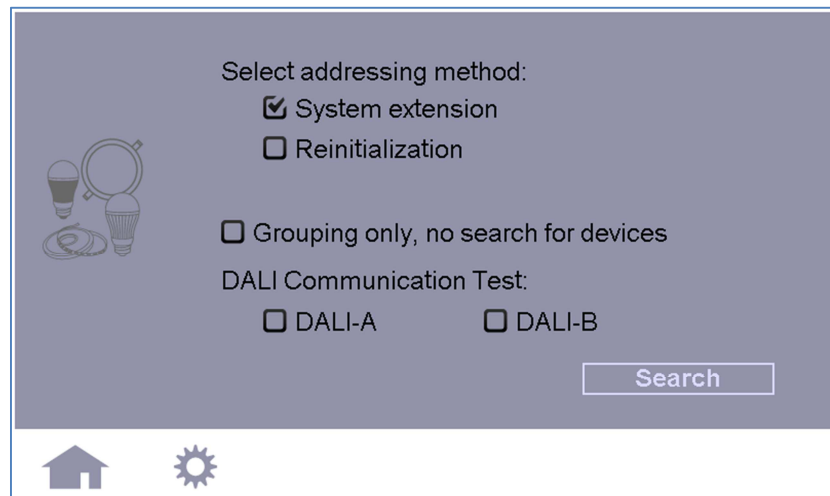 Select addressing method:
System extension
Reinitialization
Grouping only, no search for devices
DALI Communication Test:
DALI-A DALI-B
Search